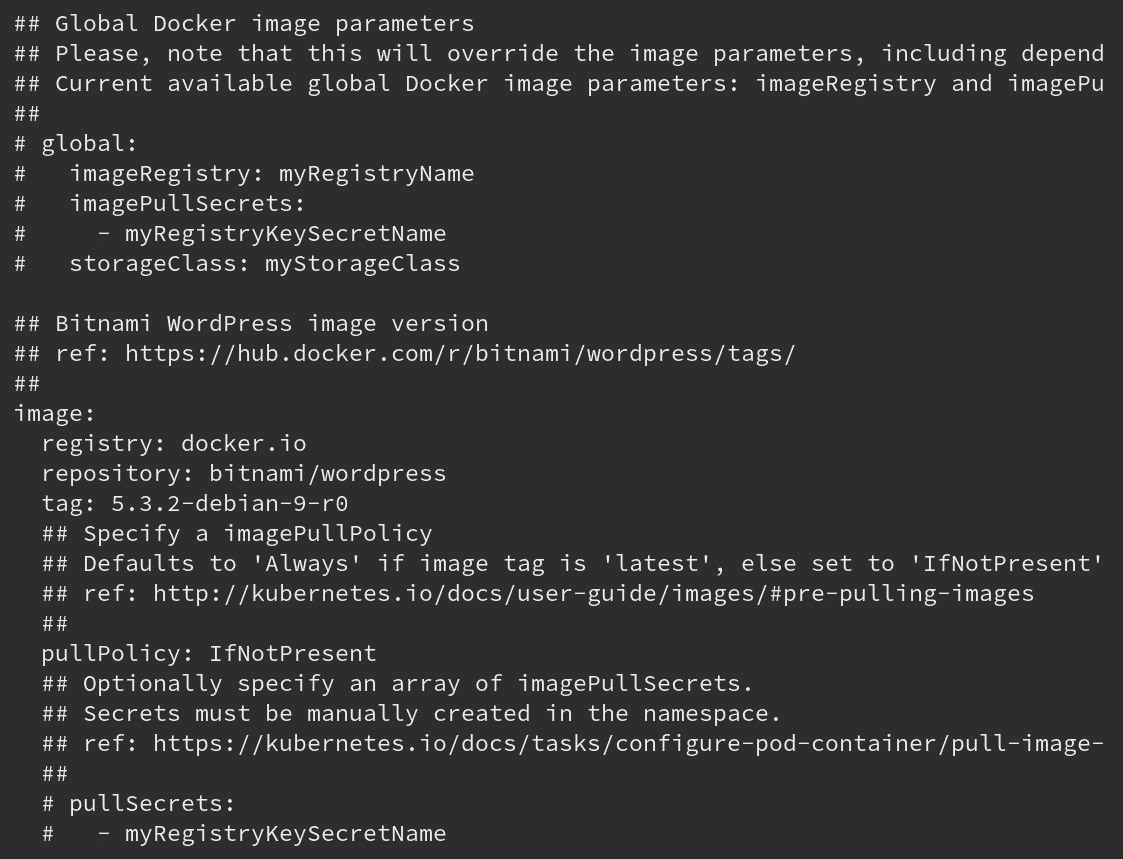 ## Global Docker image parameters
## Please, note that this will override the image parameters, including depend
## Current available global Docker image parameters: imageRegistry and imagePu
##
# global:
#   imageRegistry: myRegistryName
#   imagePullSecrets:
#     - myRegistryKeySecretName
#   storageClass: myStorageClass

## Bitnami WordPress image version
## ref: https://hub.docker.com/r/bitnami/wordpress/tags/
##
image:
  registry: docker.io
  repository: bitnami/wordpress
  tag: 5.3.2-debian-9-r0
  ## Specify a imagePullPolicy
  ## Defaults to 'Always' if image tag is 'latest', else set to 'IfNotPresent'
  ## ref: http://kubernetes.io/docs/user-guide/images/#pre-pulling-images
  ##
  pullPolicy: IfNotPresent
  ## Optionally specify an array of imagePullSecrets.
  ## Secrets must be manually created in the namespace.
  ## ref: https://kubernetes.io/docs/tasks/configure-pod-container/pull-image-
  ##
  # pullSecrets:
  #   - myRegistryKeySecretName